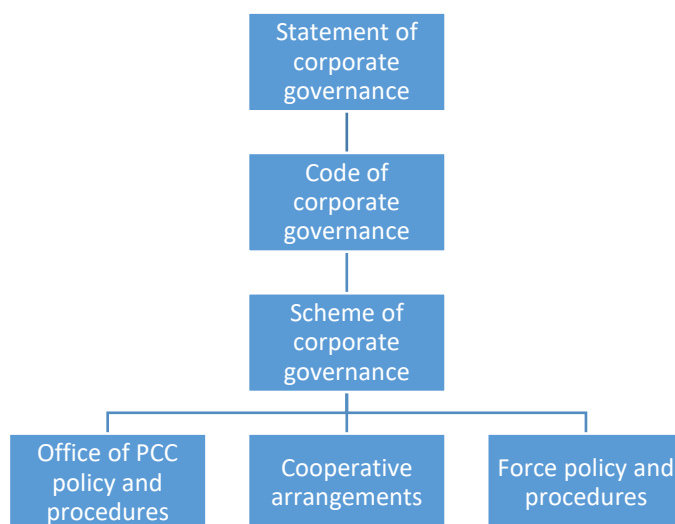 Statement of
corporate
governance
Code of
corporate
governance
Scheme of
corporate
governance
Office of PCC
policy and
procedures
Cooperative
arrangements
Force policy and
procedures